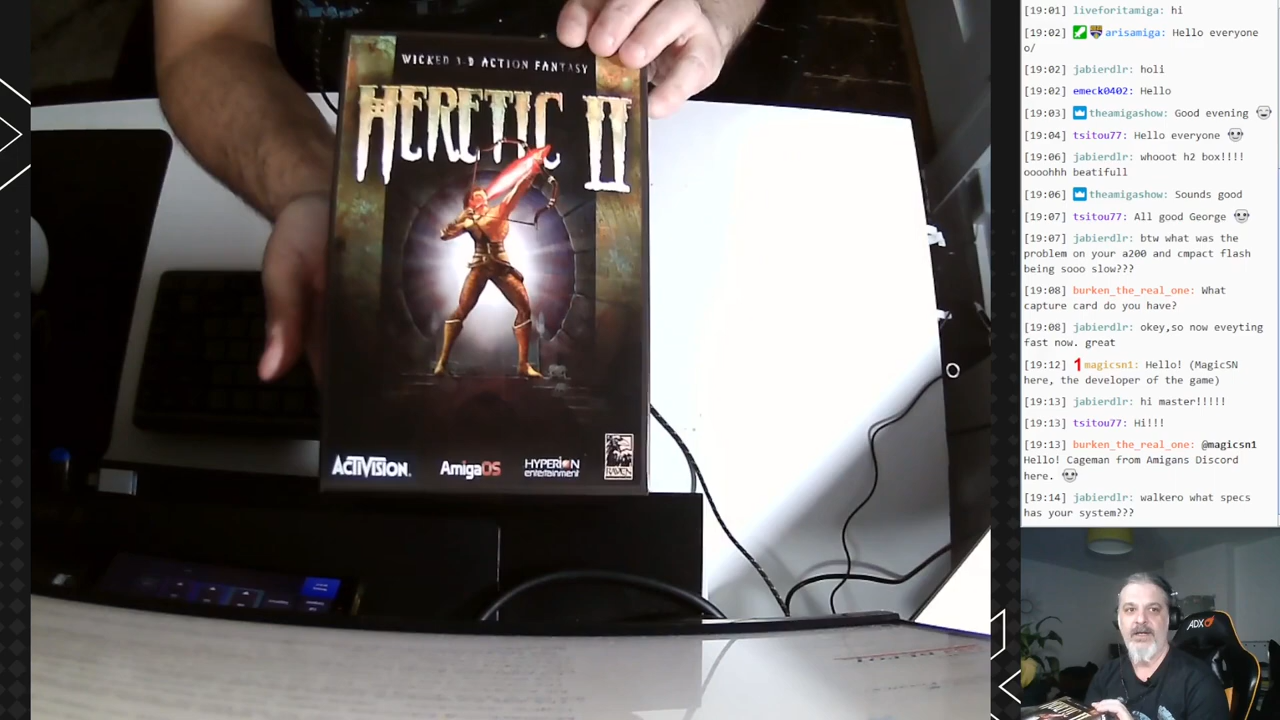 WICKED 3-D ACTION FANTASY
HERETIC II
ACTIVISION.
AmigaOS
HYPERION
entertainment
RAVEN
[19:01] liveforitamiga: hi
[19:02] arisamiga: Hello everyone
o/
[19:02] jabierdlr: holi
[19:02] emeck0402: Hello
[19:03] theamigashow: Good evening
[19:04] tsitou77: Hello everyone
[19:06] jabierdlr: whooot h2 box!!!!
oooohhh beatifull
[19:06] theamigashow: Sounds good
[19:07] tsitou77: All good George
[19:07] jabierdlr: btw what was the
problem on your a200 and cmpact flash
being sooo slow???
[19:08] burken_the_real_one: What
capture card do you have?
[19:08] jabierdlr: okey,so now eveyting
fast now. great
[19:12] 1 magicsn1: Hello! (MagicSN
here, the developer of the game)
[19:13] jabierdlr: hi master!!!!!
[19:13] tsitou77: Hi!!!
[19:13] burken_the_real_one: @magicsn1
Hello! Cageman from Amigans Discord
here.
[19:14] jabierdlr: walkero what specs
has your system???
ADX